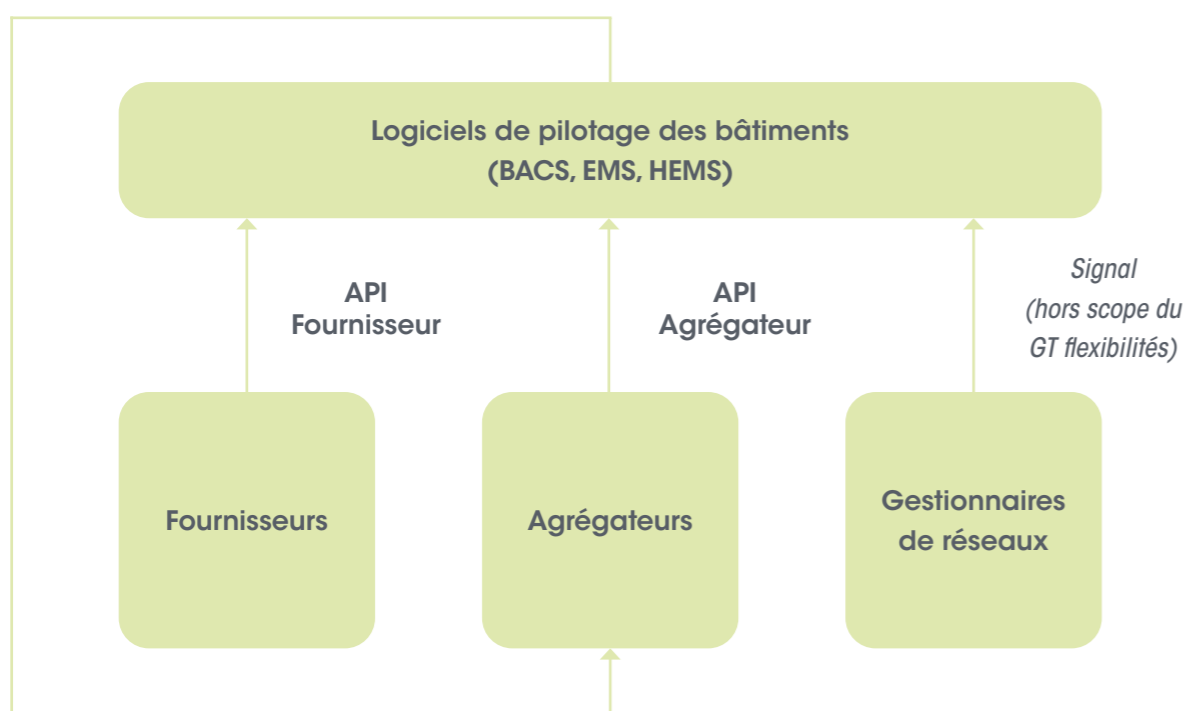 Logiciels de pilotage des bâtiments
(BACS, EMS, HEMS)
API
Fournisseur
API
Agrégateur
Signal
(hors scope du
GT flexibilités)
Fournisseurs
Agrégateurs
Gestionnaires
de réseaux